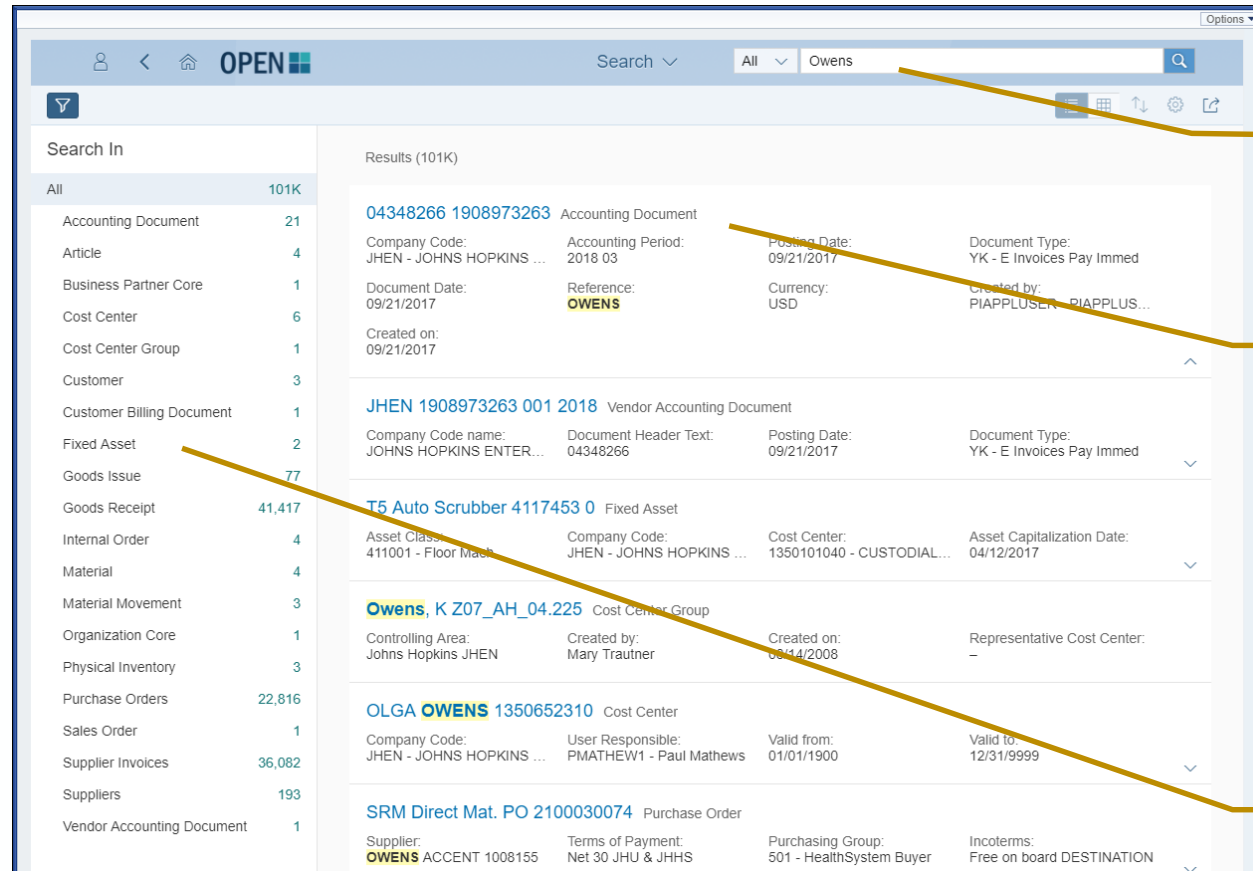 Options
OPEN
Search
All
Owens
Search In
Results (101K)
All 101K
Accounting Document 21
Article 4
Business Partner Core 1
Cost Center 6
Cost Center Group 1
Customer 3
Customer Billing Document 1
Fixed Asset 2
Goods Issue 77
Goods Receipt 41,417
Internal Order 4
Material 4
Material Movement 3
Organization Core 1
Physical Inventory 3
Purchase Orders 22,816
Sales Order 1
Supplier Invoices 36,082
Suppliers 193
Vendor Accounting Document 1
04348266 1908973263 Accounting Document
Company Code: Accounting Period: Posting Date: Document Type:
JHEN - JOHNS HOPKINS ... 2018 03 09/21/2017 YK - E Invoices Pay Immed
Document Date: Reference: Currency: Created by:
09/21/2017 OWENS USD PIAPPLUSER - PIAPPLUS...
Created on:
09/21/2017
JHEN 1908973263 001 2018 Vendor Accounting Document
Company Code name: Document Header Text: Posting Date: Document Type:
JOHNS HOPKINS ENTER... 04348266 09/21/2017 YK - E Invoices Pay Immed
T5 Auto Scrubber 4117453 0 Fixed Asset
Asset Class: Company Code: Cost Center: Asset Capitalization Date:
411001 - Floor Mach JHEN - JOHNS HOPKINS ... 1350101040 - CUSTODIAL... 04/12/2017
Owens, K Z07_AH_04.225 Cost Center Group
Controlling Area: Created by: Created on: Representative Cost Center:
Johns Hopkins JHEN Mary Trautner 08/14/2008 –
OLGA OWENS 1350652310 Cost Center
Company Code: User Responsible: Valid from: Valid to:
JHEN - JOHNS HOPKINS ... PMATHEW1 - Paul Mathews 01/01/1900 12/31/9999
SRM Direct Mat. PO 2100030074 Purchase Order
Supplier: Terms of Payment: Purchasing Group: Incoterms:
OWENS ACCENT 1008155 Net 30 JHU & JHHS 501 - HealthSystem Buyer Free on board DESTINATION